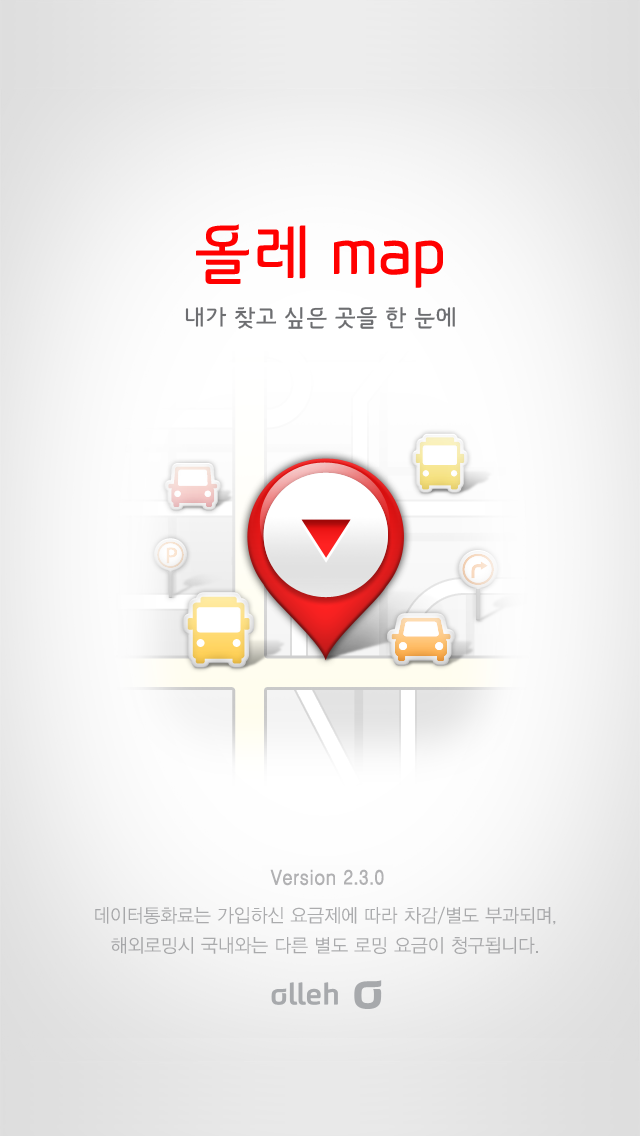 올레 map
내가 찾고 싶은 곳을 한 눈에
P
Version 2.3.0
데이터통화료는 가입하신 요금제에 따라 차감/별도 부과되며,
해외로밍시 국내와는 다른 별도 로밍 요금이 청구됩니다.
olleh